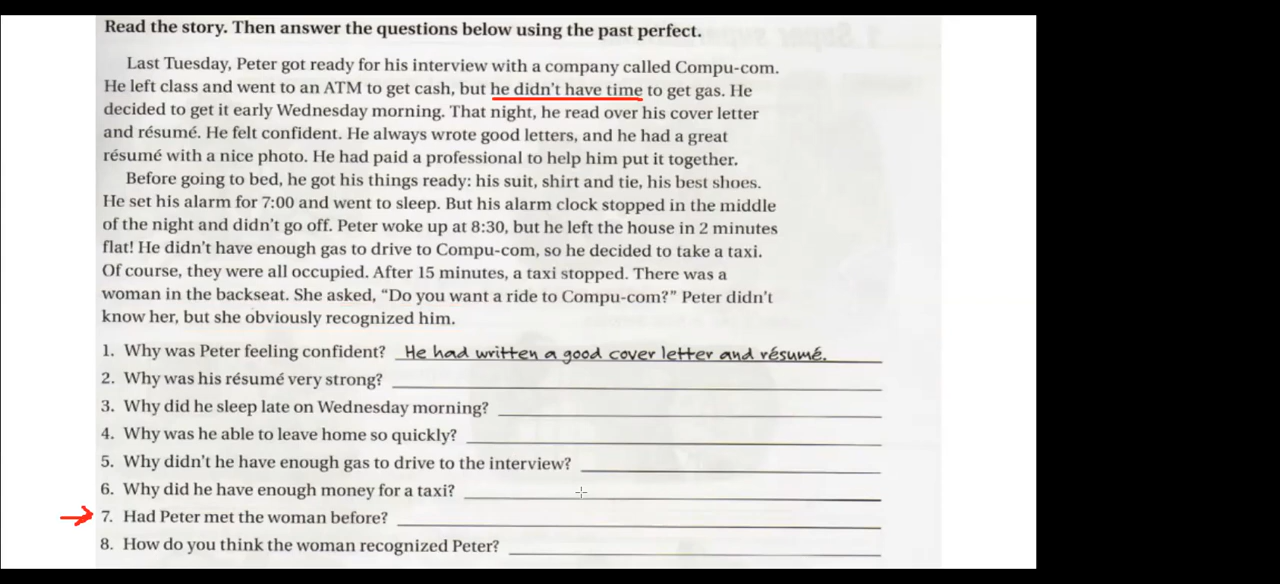 Read the story. Then answer the questions below using the past perfect.
Last Tuesday, Peter got ready for his interview with a company called Compu-com.
He left class and went to an ATM to get cash, but he didn't have time to get gas. He
decided to get it early Wednesday morning. That night, he read over his cover letter
and résumé. He felt confident. He always wrote good letters, and he had a great
résumé with a nice photo. He had paid a professional to help him put it together.
Before going to bed, he got his things ready: his suit, shirt and tie, his best shoes.
He set his alarm for 7:00 and went to sleep. But his alarm clock stopped in the middle
of the night and didn't go off. Peter woke up at 8:30, but he left the house in 2 minutes
flat! He didn't have enough gas to drive to Compu-com, so he decided to take a taxi.
Of course, they were all occupied. After 15 minutes, a taxi stopped. There was a
woman in the backseat. She asked, “Do you want a ride to Compu-com?” Peter didn't
know her, but she obviously recognized him.
1. Why was Peter feeling confident? He had written a good cover letter and résumé.
2. Why was his résumé very strong?
3. Why did he sleep late on Wednesday morning?
4. Why was he able to leave home so quickly?
5. Why didn't he have enough gas to drive to the interview?
6. Why did he have enough money for a taxi?
7. Had Peter met the woman before?
8. How do you think the woman recognized Peter?